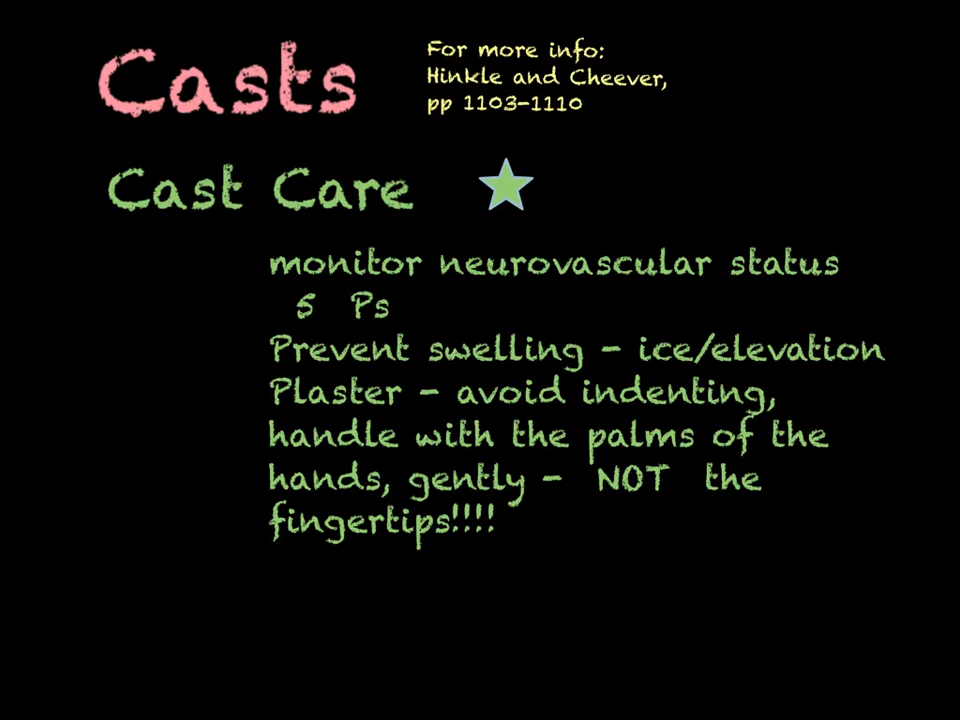 Casts
For more info:
Hinkle and Cheever,
pp 1103-1110
Cast Care
monitor neurovascular status
5 Ps
Prevent swelling - ice/elevation
Plaster - avoid indenting,
handle with the palms of the
hands, gently - NOT the
fingertips!!!!